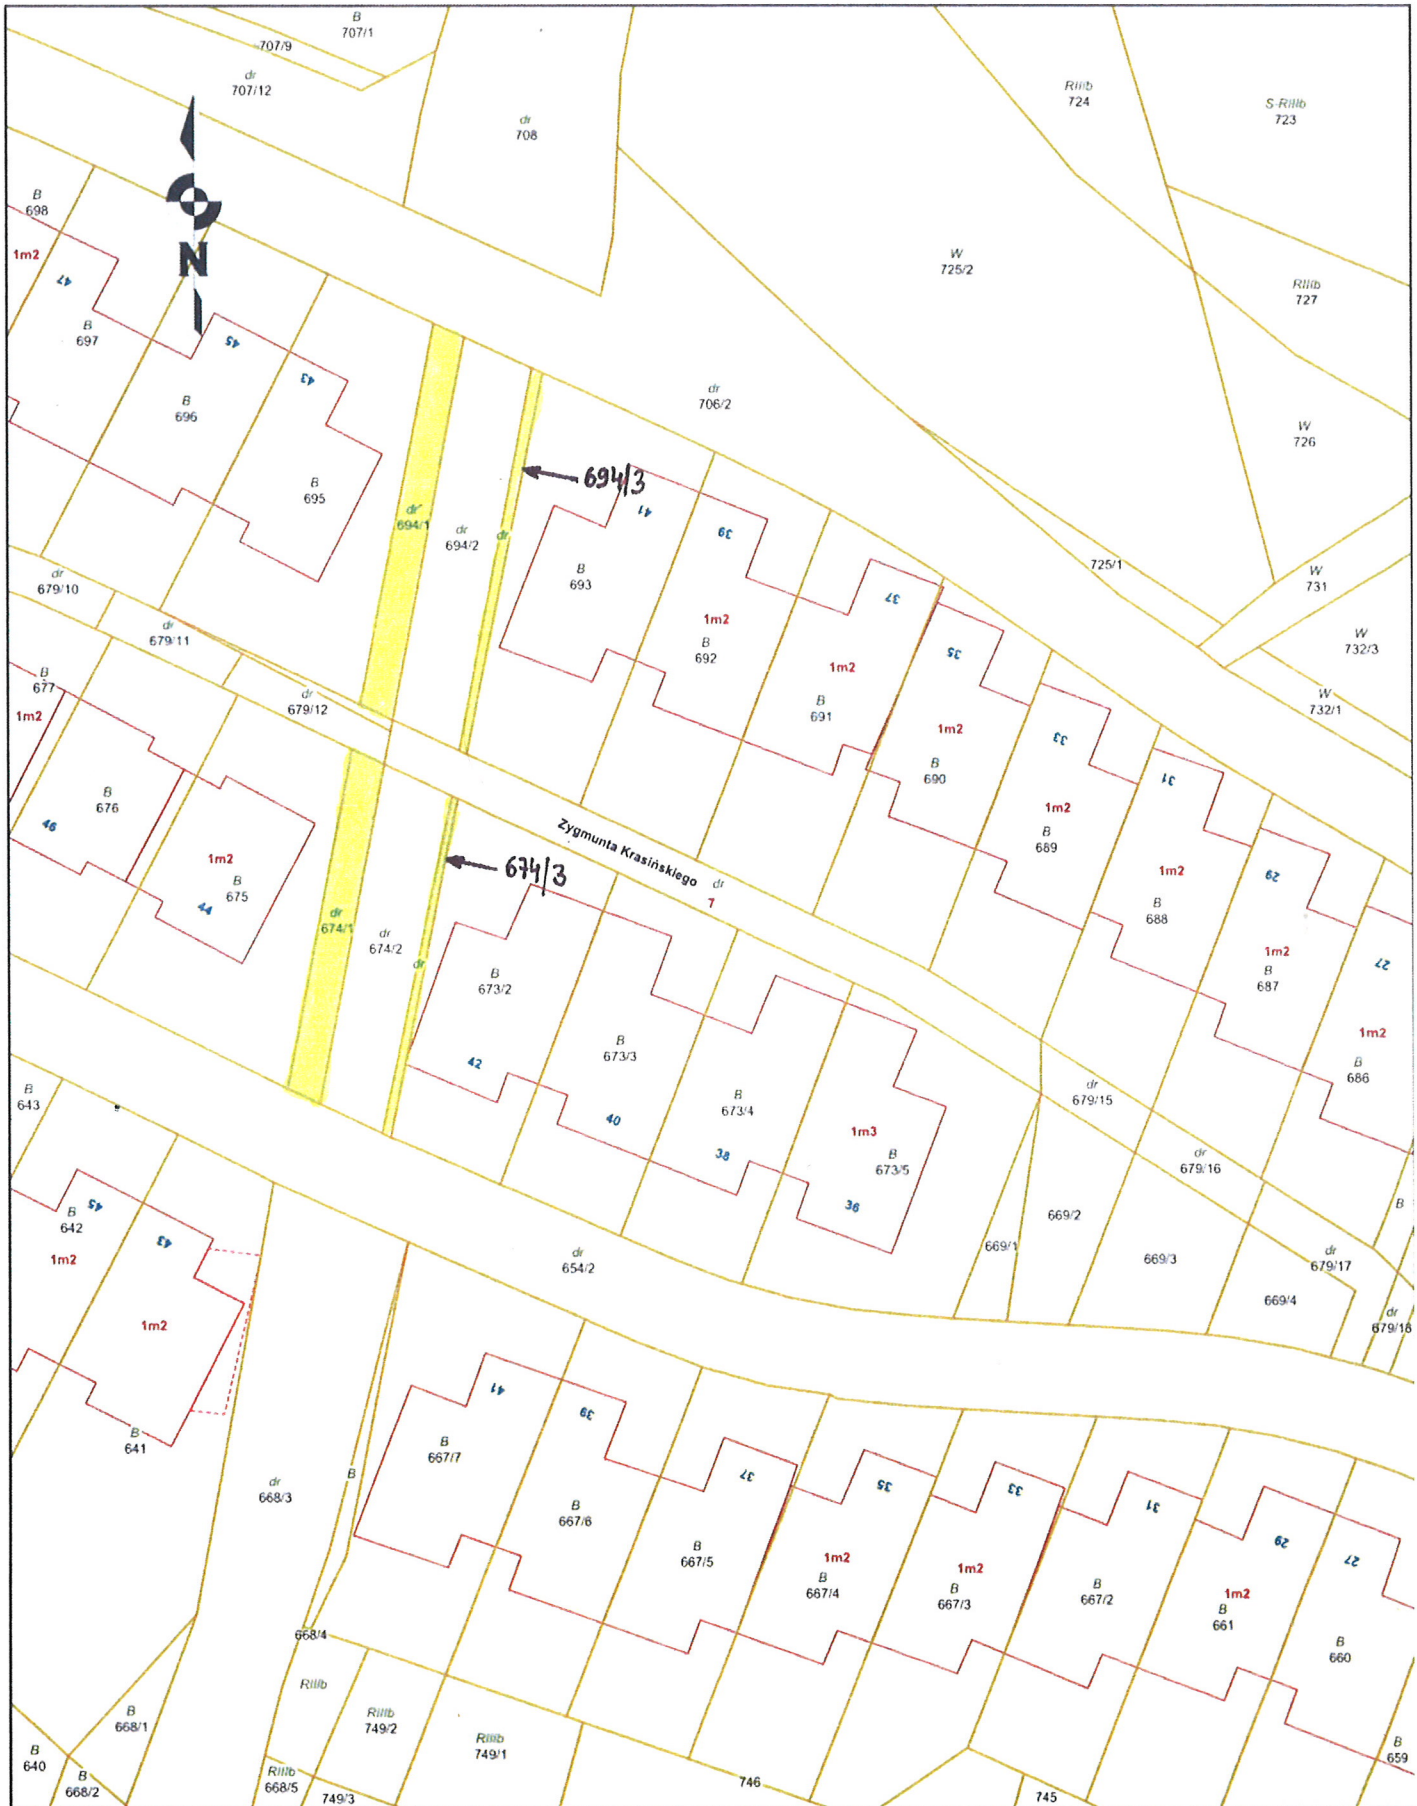 B
707/1
707/9
dr
707/12
dr
708
RIIIb
724
S-RIIIb
723
B
698
1m2
47
B
697
N
45
43
B
696
B
695
W
725/2
RIIIb
727
W
726
dr
706/2
694/3
dr
694/1
dr
694/2
dr
41
39
B
693
1m2
B
692
37
1m2
B
691
725/1
W
731
W
732/3
W
732/1
dr
679/10
dr
679/11
dr
679/12
35
1m2
B
690
33
1m2
B
689
31
1m2
B
688
29
1m2
B
687
27
1m2
B
686
B
677
1m2
B
676
46
1m2
B
675
44
dr
674/1
dr
674/2
dr
674/3
Zygmunta Krasińskiego
dr
7
B
673/2
42
B
673/3
40
B
673/4
38
1m3
B
673/5
36
dr
679/15
dr
679/16
dr
679/17
dr
679/18
B
669/1
669/2
669/3
669/4
B
643
45
B
642
1m2
43
1m2
B
641
dr
654/2
dr
668/3
B
41
B
667/7
39
B
667/6
37
B
667/5
35
1m2
B
667/4
33
1m2
B
667/3
31
B
667/2
29
1m2
B
661
27
B
660
B
659
668/4
RIIIb
B
668/1
B
640
B
668/2
RIIIb
668/5
RIIIb
749/2
RIIIb
749/1
749/3
746
745